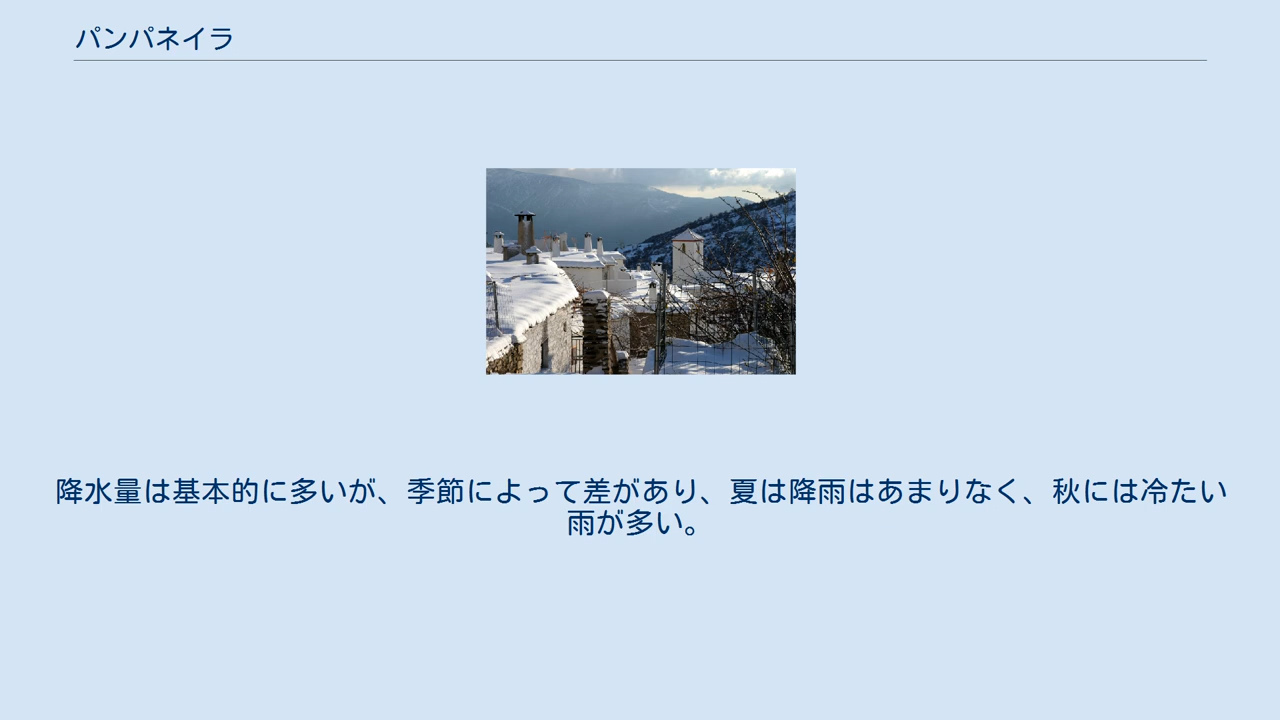 パンパネイラ
降水量は基本的に多いが、季節によって差があり、夏は降雨はあまりなく、秋には冷たい
雨が多い。